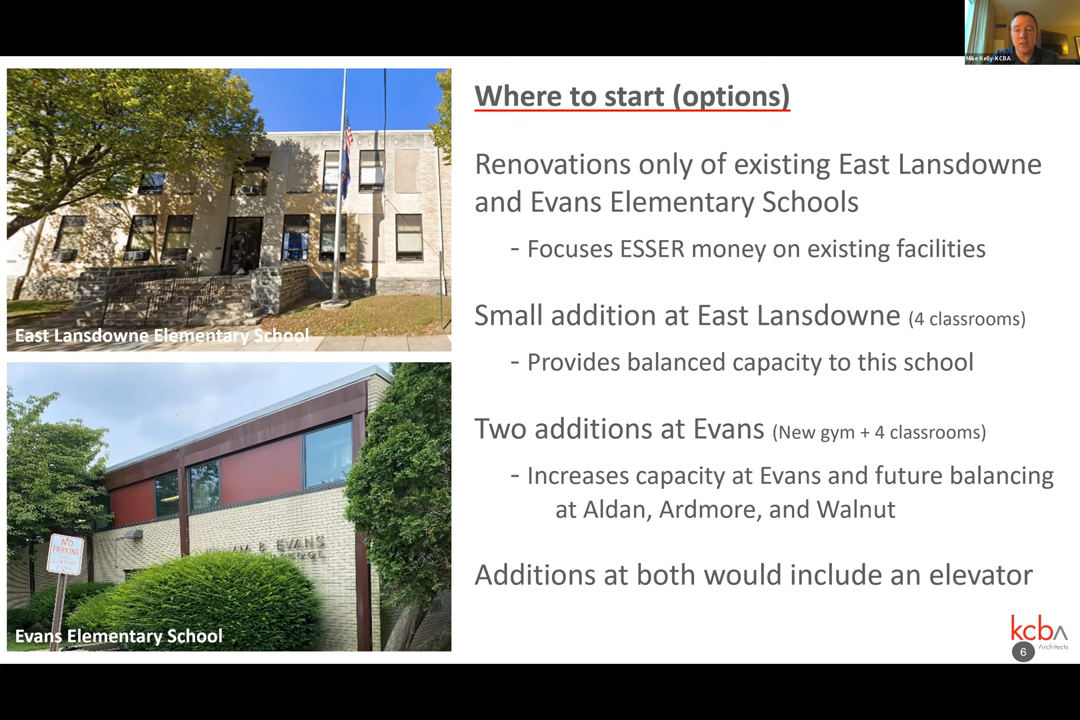 Mike Kelly-KCBA
Where to start (options)
Renovations only of existing East Lansdowne
and Evans Elementary Schools
- Focuses ESSER money on existing facilities
Small addition at East Lansdowne (4 classrooms)
- Provides balanced capacity to this school
Two additions at Evans (New gym + 4 classrooms)
- Increases capacity at Evans and future balancing
at Aldan, Ardmore, and Walnut
Additions at both would include an elevator
East Lansdowne Elementary School
NO
PARKING
M B EVANS
SCHOOL
Evans Elementary School
kcba
Architects
6